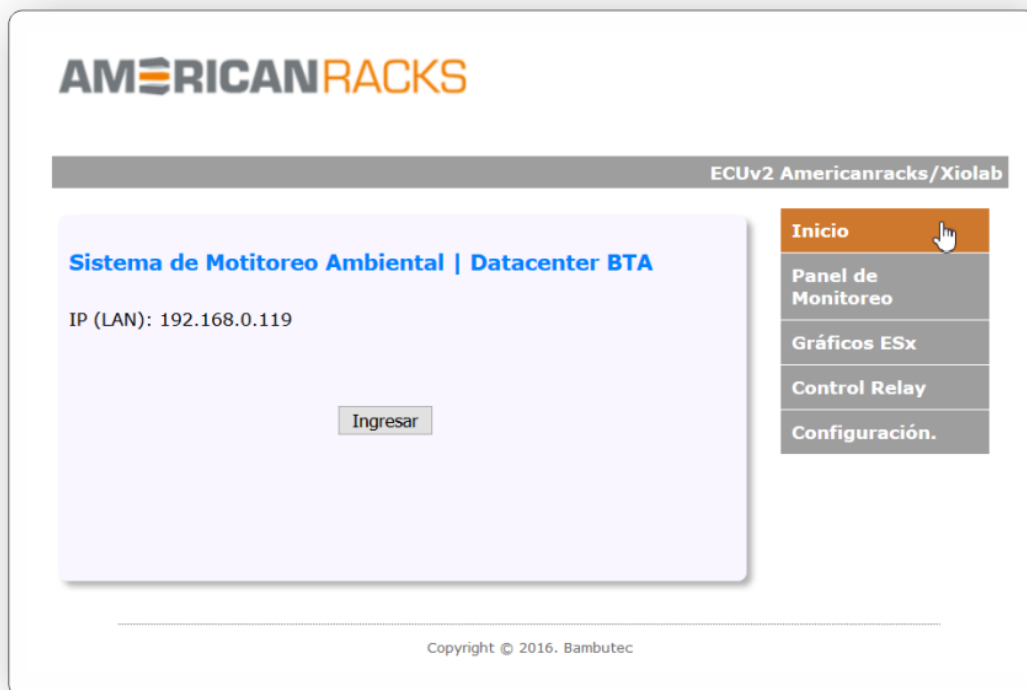 AMERICANRACKS
ECUv2 Americanracks/Xiolab
Sistema de Motitoreo Ambiental | Datacenter BTA
IP (LAN): 192.168.0.119
Ingresar
Inicio
Panel de
Monitoreo
Gráficos ESx
Control Relay
Configuración.
Copyright © 2016. Bambutec